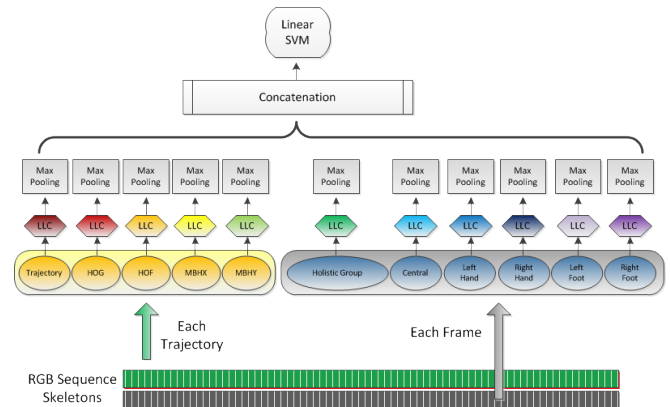 Linear
SVM
Concatenation
Max
Pooling
Max
Pooling
Max
Pooling
Max
Pooling
Max
Pooling
Max
Pooling
Max
Pooling
Max
Pooling
Max
Pooling
Max
Pooling
Max
Pooling
LLC
LLC
LLC
LLC
LLC
LLC
LLC
LLC
LLC
LLC
LLC
Trajectory
HOG
HOF
MBHX
MBHY
Holistic Group
Central
Left
Hand
Right
Hand
Left
Foot
Right
Foot
Each
Trajectory
Each Frame
RGB Sequence
Skeletons